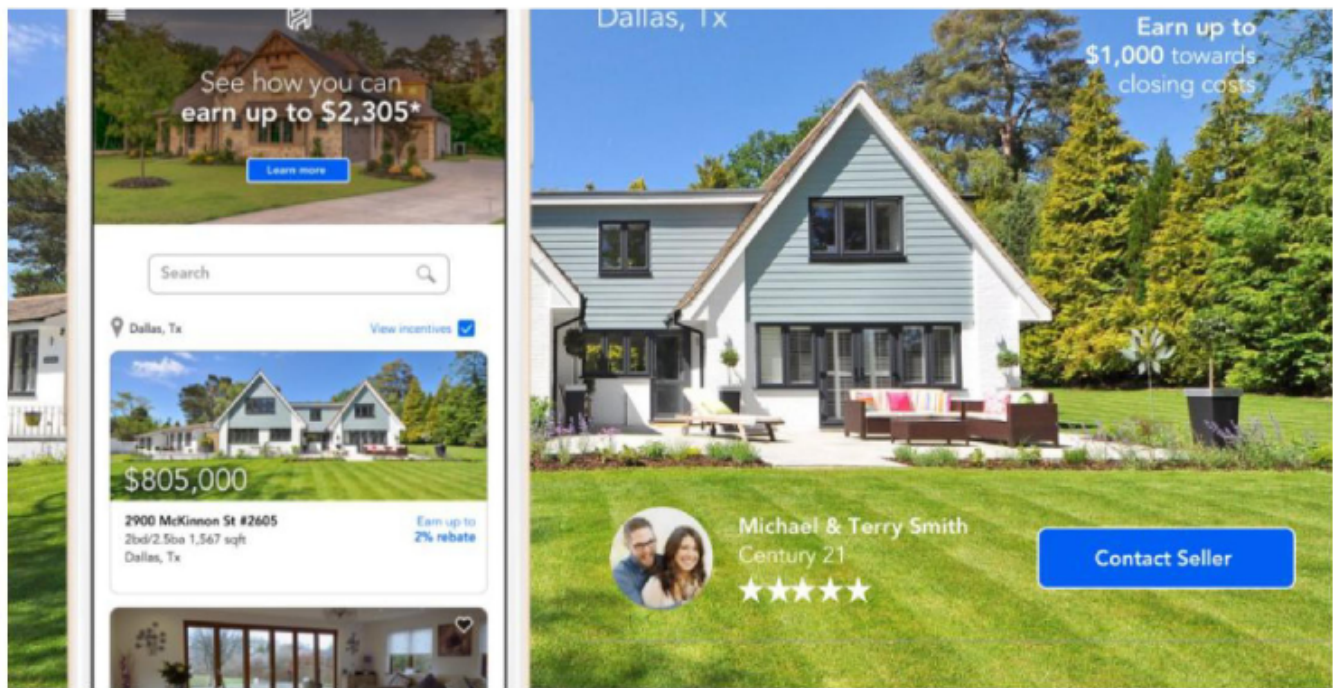 See how you can
earn up to $2,305*
Learn more
Search
Dallas, Tx
View incentives
$805,000
2900 McKinnon St #2605
2bd/2.5ba 1,567 sqft
Dallas, Tx
Earn up to
2% rebate
Dallas, Tx
Earn up to
$1,000 towards
closing costs
Michael & Terry Smith
Century 21
Contact Seller